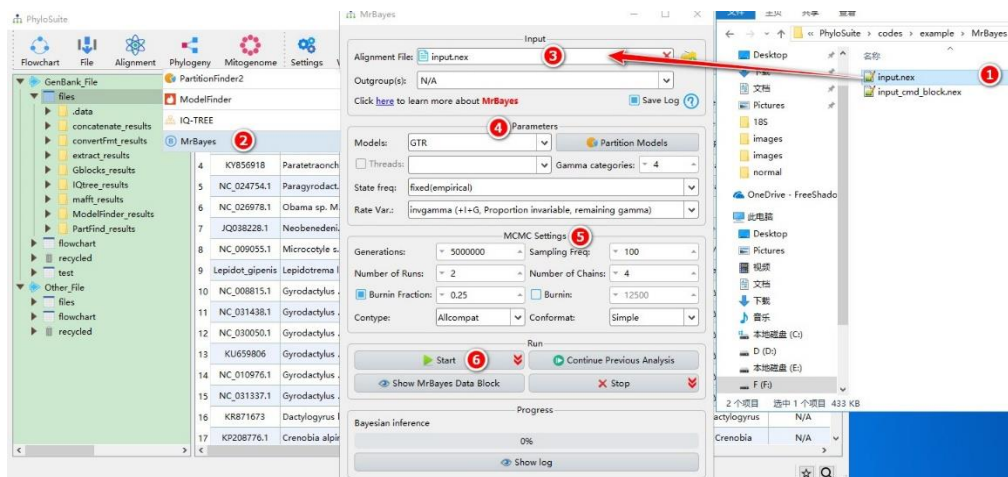 PhyloSuite
Flowchart File Alignment Phylogeny Mitogenome Settings
GenBank_File
files
.data
concatenate_results
convertFmt_results
extract_results
Gblocks_results
IQtree_results
mafft_results
ModelFinder_results
PartFind_results
flowchart
recycled
test
Other_File
files
flowchart
recycled
PartitionFinder2
ModelFinder
IQ-TREE
MrBayes 2
4 KY856918 Paratetraonch
5 NC_024754.1 Paragyrodact.
6 NC_026978.1 Obama sp. M.
7 JQ038228.1 Neobenedeni.
8 NC_009055.1 Microcotyle s.
9 Lepidot_gipenis Lepidotrema l
10 NC_008815.1 Gyrodactylus .
11 NC_031438.1 Gyrodactylus .
12 NC_030050.1 Gyrodactylus .
13 KU659806 Gyrodactylus .
14 NC_010976.1 Gyrodactylus .
15 NC_031337.1 Gyrodactylus .
16 KR871673 Dactylogyrus l
17 KP208776.1 Crenobia alpir
MrBayes
Input
Alignment File: input.nex 3
Outgroup(s): N/A
Click here to learn more about MrBayes Save Log
4 Parameters
Models: GTR Partition Models
Threads: Gamma categories: 4
State freq: fixed(empirical)
Rate Var.: invgamma (+I+G, Proportion invariable, remaining gamma)
MCMC Settings 5
Generations: 5000000 Sampling Freq: 100
Number of Runs: 2 Number of Chains: 4
Burnin Fraction: 0.25 Burnin: 12500
Contype: Allcompat Conformat: Simple
Run
Start 6 Continue Previous Analysis
Show MrBayes Data Block Stop
Progress
Bayesian inference
0%
Show log
actylogyrus N/A
Crenobia N/A
文件 主页 共享 查看
« PhyloSuite › codes › example › MrBayes
名称
input.nex 1
input_cmd_block.nex
Desktop
下载
文档
Pictures
18S
images
images
normal
OneDrive - FreeShado
此电脑
Desktop
Pictures
视频
文档
下载
音乐
本地磁盘 (C:)
D (D:)
本地磁盘 (E:)
F (F:)
2 个项目 选中 1 个项目 433 KB